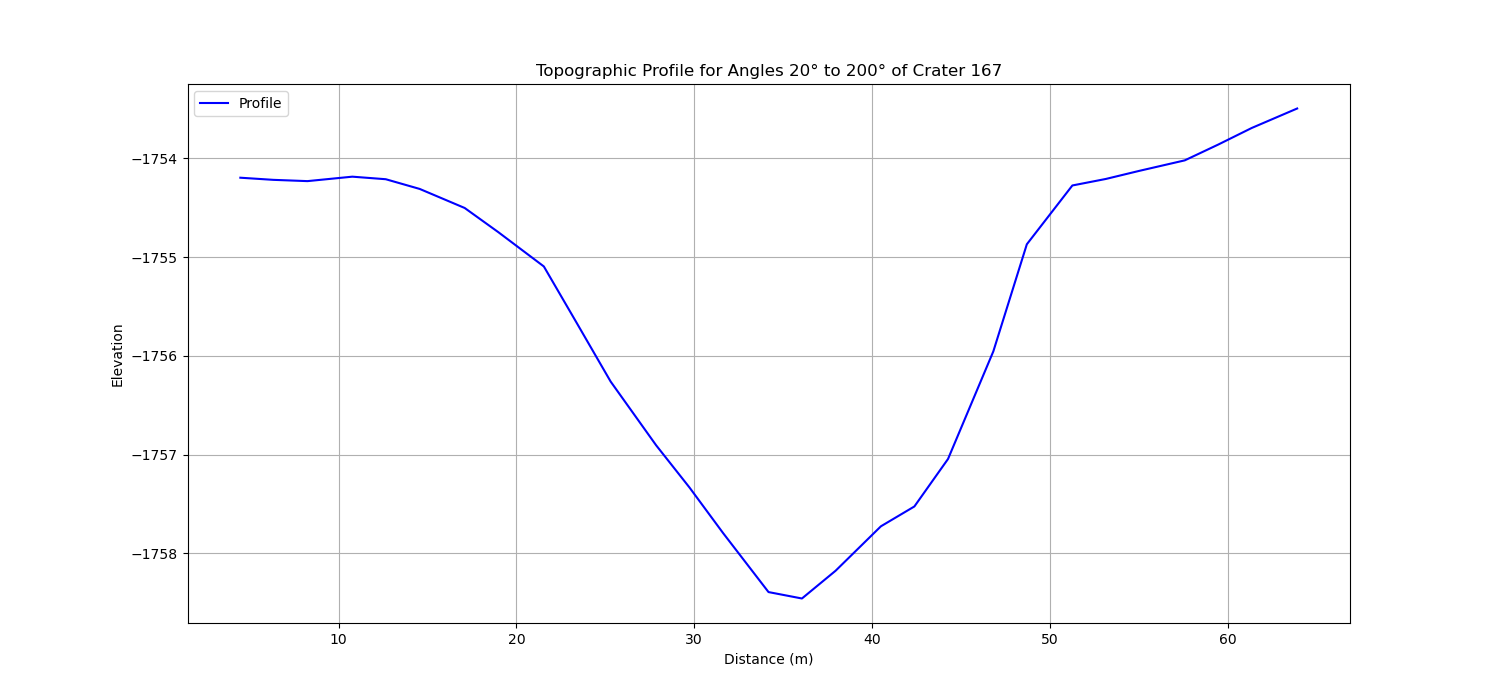 Topographic Profile for Angles 20° to 200° of Crater 167
Profile
−1754
−1755
−1756
−1757
−1758
Elevation
10 20 30 40 50 60
Distance (m)